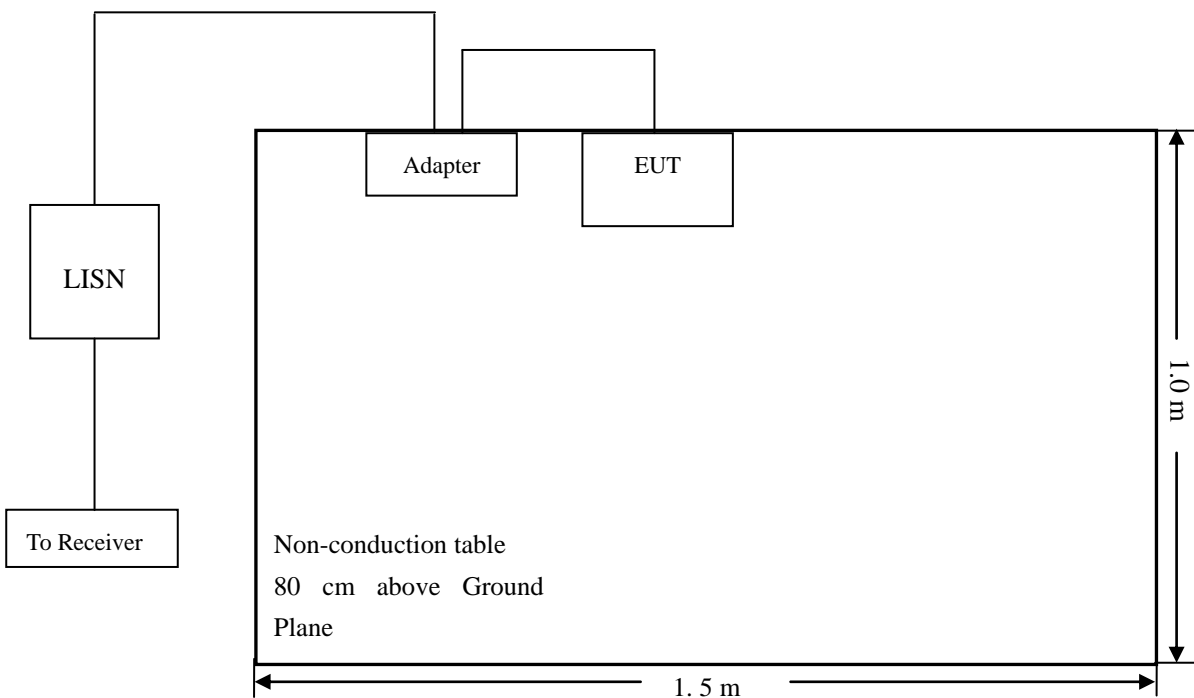 Adapter
EUT
LISN
1.0 m
To Receiver
Non-conduction table
80 cm above Ground
Plane
1. 5 m